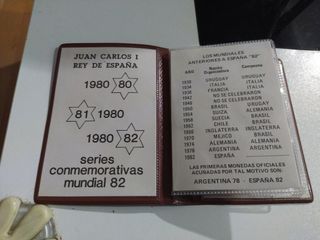 JUAN CARLOS I
REY DE ESPAÑA
1980 80
81 1980
1980 82
series
conmemorativas
mundial 82
LOS MUNDIALES
ANTERIORES A ESPAÑA "82"
AÑO Nación Organizadora Campeona
1930 URUGUAY URUGUAY
1934 ITALIA ITALIA
1938 FRANCIA ITALIA
1942 NO SE CELEBRARON
1946 NO SE CELEBRARON
1950 BRASIL URUGUAY
1954 SUIZA ALEMANIA
1958 SUECIA BRASIL
1962 CHILE BRASIL
1966 INGLATERRA INGLATERRA
1970 MEJICO BRASIL
1974 ALEMANIA ALEMANIA
1978 ARGENTINA ARGENTINA
1982 ESPAÑA
LAS PRIMERAS MONEDAS OFICIALES
ACUÑADAS POR TAL MOTIVO SON:
ARGENTINA 78 - ESPAÑA 82